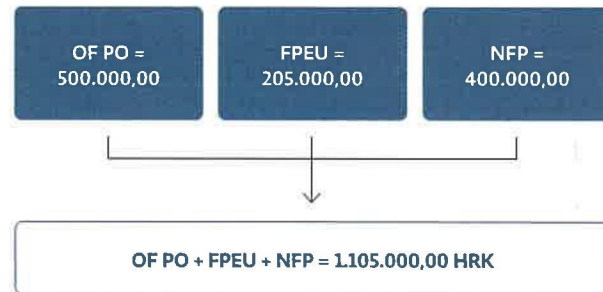 OF PO =
500.000,00
FPEU =
205.000,00
NFP =
400.000,00
OF PO + FPEU + NFP = 1.105.000,00 HRK